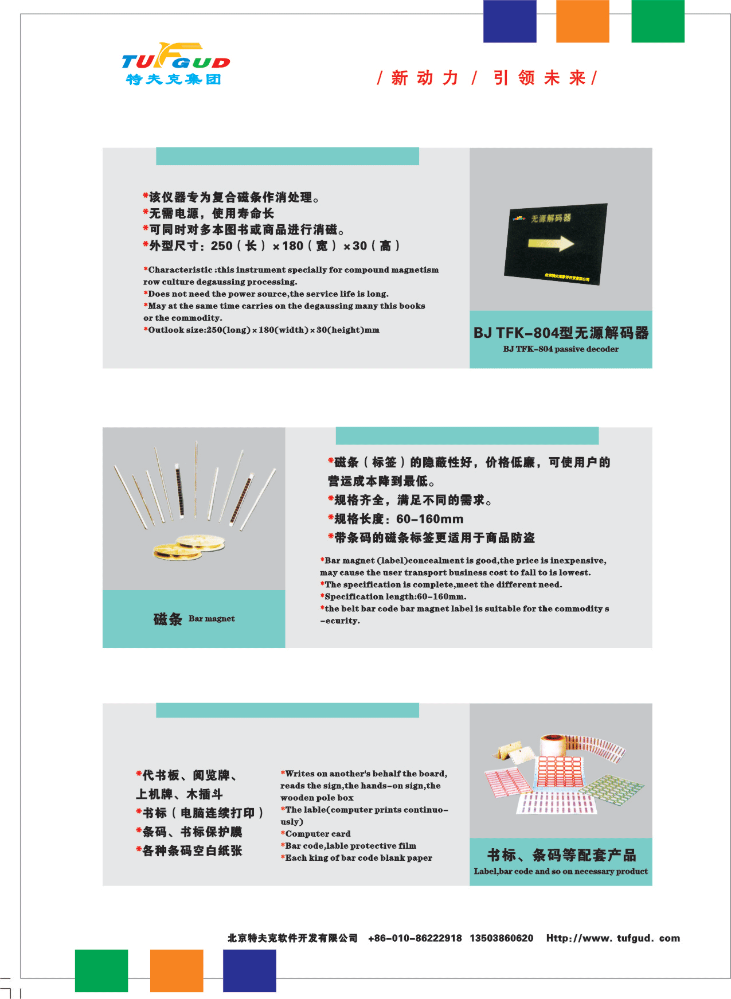 TUFGUD
特夫克集团
/ 新 动 力 / 引 领 未 来 /
*该仪器专为复合磁条作消处理。
*无需电源，使用寿命长
*可同时对多本图书或商品进行消磁。
*外型尺寸：250（长）×180（宽）×30（高）
*Characteristic :this instrument specially for compound magnetism
row culture degaussing processing.
*Does not need the power source,the service life is long.
*May at the same time carries on the degaussing many this books
or the commodity.
*Outlook size:250(long)×180(width)×30(height)mm
无源解码器
北京特夫克软件开发有限公司
BJ TFK-804型无源解码器
BJ TFK-804 passive decoder
*磁条（标签）的隐蔽性好，价格低廉，可使用户的
营运成本降到最低。
*规格齐全，满足不同的需求。
*规格长度：60-160mm
*带条码的磁条标签更适用于商品防盗
*Bar magnet (label)concealment is good,the price is inexpensive,
may cause the user transport business cost to fall to is lowest.
*The specification is complete,meet the different need.
*Specification length:60-160mm.
*the belt bar code bar magnet label is suitable for the commodity s
-ecurity.
磁条 Bar magnet
*代书板、阅览牌、
上机牌、木插斗
*书标（电脑连续打印）
*条码、书标保护膜
*各种条码空白纸张
*Writes on another's behalf the board,
reads the sign,the hands-on sign,the
wooden pole box
*The lable(computer prints continuo-
usly)
*Computer card
*Bar code,lable protective film
*Each king of bar code blank paper
书标、条码等配套产品
Label,bar code and so on necessary product
北京特夫克软件开发有限公司 +86-010-86222918 13503860620 Http://www. tufgud. com